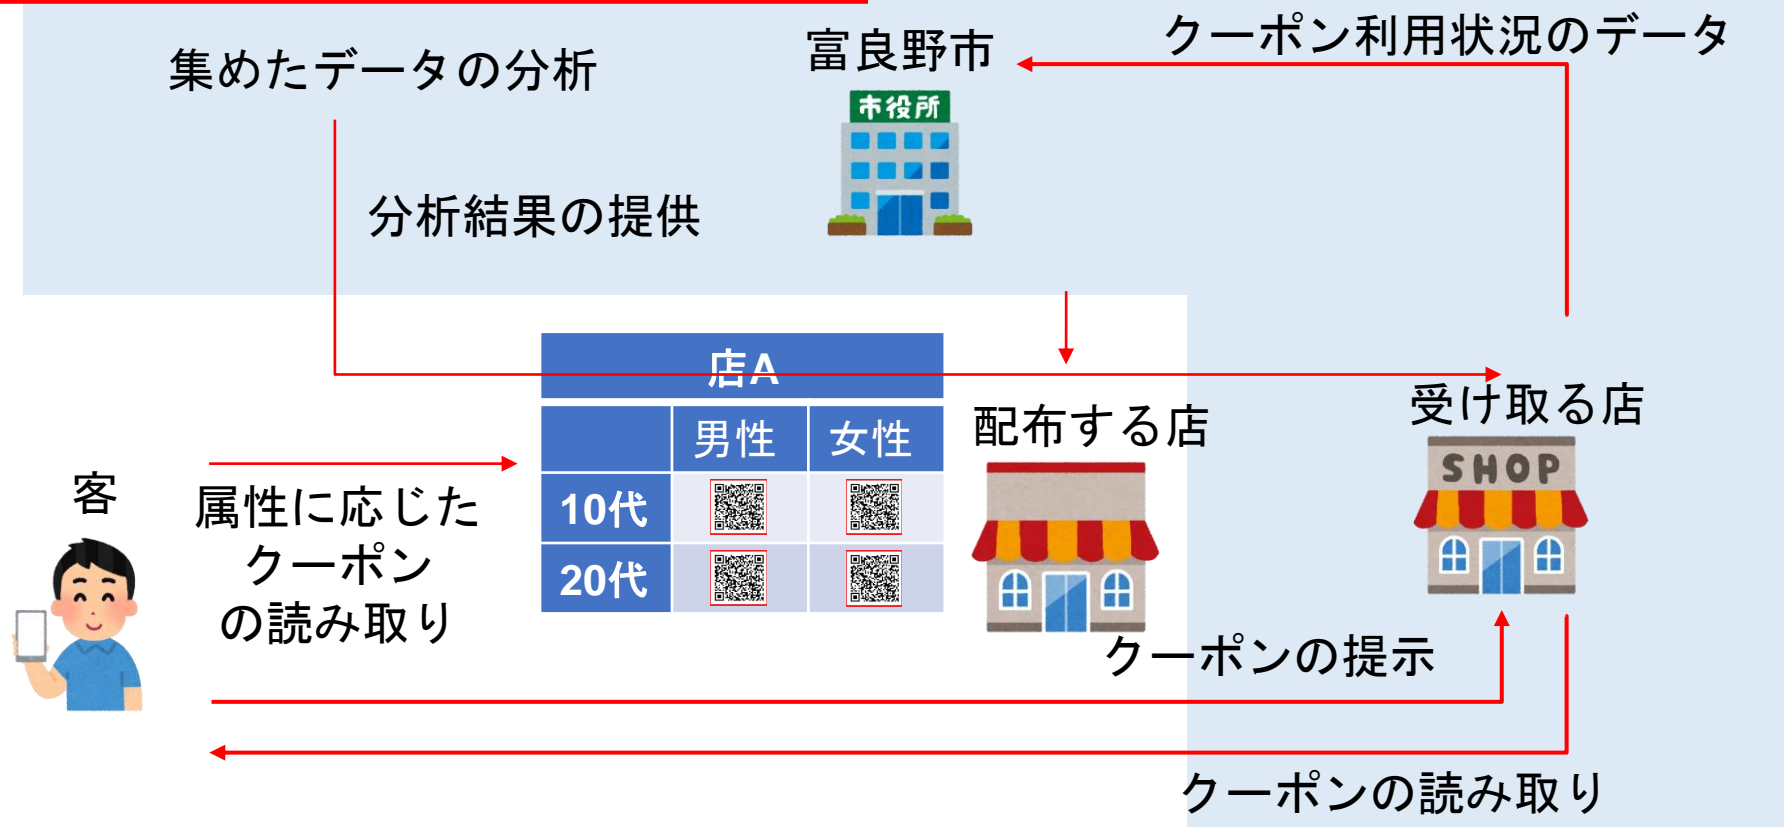 集めたデータの分析
富良野市
クーポン利用状況のデータ
市役所
分析結果の提供
店A
男性
女性
10代
20代
配布する店
受け取る店
SHOP
客
属性に応じた
クーポン
の読み取り
クーポンの提示
クーポンの読み取り